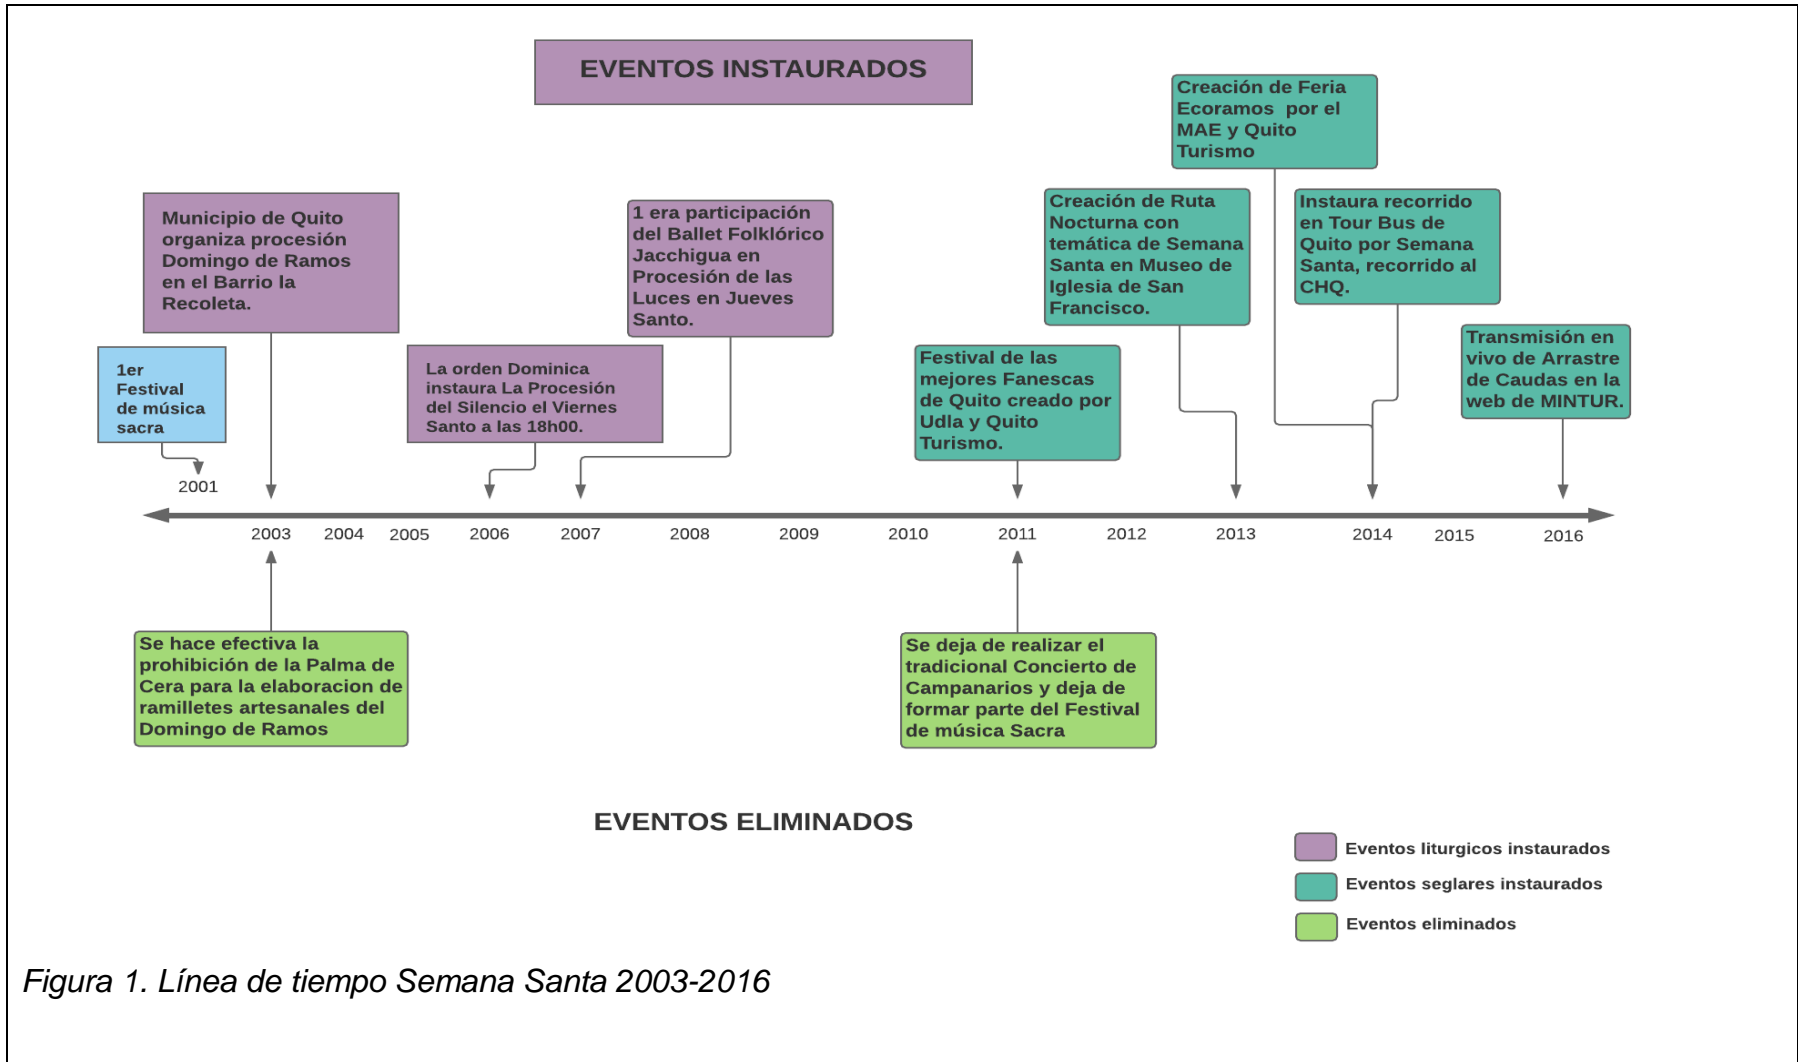 EVENTOS INSTAURADOS
Creación de Feria
Ecoramos por el
MAE y Quito
Turismo
Municipio de Quito
organiza procesión
Domingo de Ramos
en el Barrio la
Recoleta.
1 era participación
del Ballet Folklórico
Jacchigua en
Procesión de las
Luces en Jueves
Santo.
Creación de Ruta
Nocturna con
temática de Semana
Santa en Museo de
Iglesia de San
Francisco.
Instaura recorrido
en Tour Bus de
Quito por Semana
Santa, recorrido al
CHQ.
1er
Festival
de música
sacra
La orden Dominica
instaura La Procesión
del Silencio el Viernes
Santo a las 18h00.
Festival de las
mejores Fanescas
de Quito creado por
Udla y Quito
Turismo.
Transmisión en
vivo de Arrastre
de Caudas en la
web de MINTUR.
2001
2003 2004 2005 2006 2007 2008 2009 2010 2011 2012 2013 2014 2015 2016
Se hace efectiva la
prohibición de la Palma de
Cera para la elaboracion de
ramilletes artesanales del
Domingo de Ramos
Se deja de realizar el
tradicional Concierto de
Campanarios y deja de
formar parte del Festival
de música Sacra
EVENTOS ELIMINADOS
Eventos liturgicos instaurados
Eventos seglares instaurados
Eventos eliminados
Figura 1. Línea de tiempo Semana Santa 2003-2016